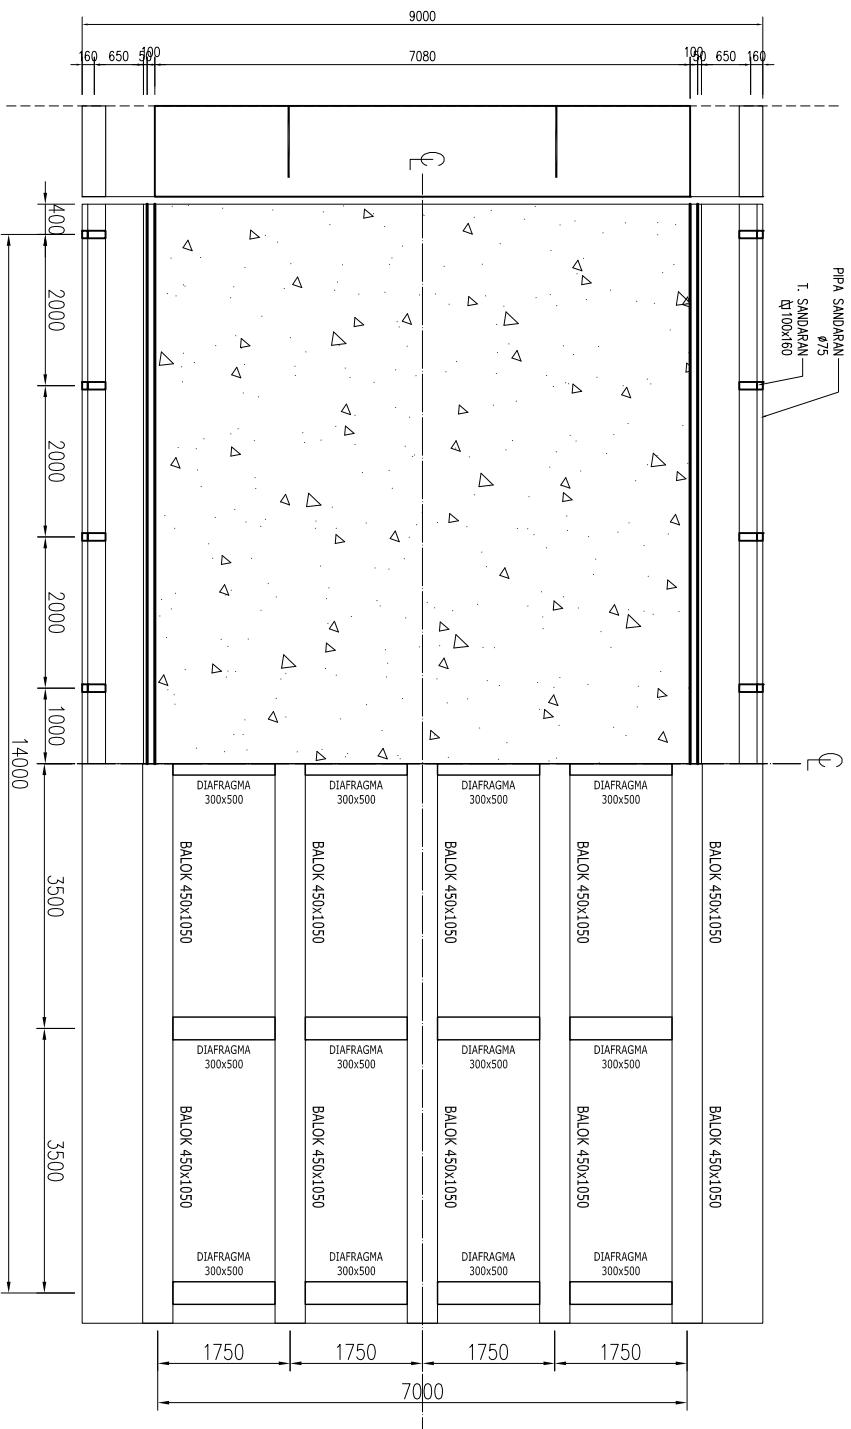 9000
160
650
50
100
7080
100
50
650
160
℄
PIPA SANDARAN
ø75
T. SANDARAN
100x160
400
2000
2000
2000
1000
14000
℄
DIAFRAGMA
300x500
DIAFRAGMA
300x500
DIAFRAGMA
300x500
DIAFRAGMA
300x500
BALOK 450x1050
BALOK 450x1050
BALOK 450x1050
BALOK 450x1050
BALOK 450x1050
3500
DIAFRAGMA
300x500
DIAFRAGMA
300x500
DIAFRAGMA
300x500
DIAFRAGMA
300x500
BALOK 450x1050
BALOK 450x1050
BALOK 450x1050
BALOK 450x1050
BALOK 450x1050
3500
DIAFRAGMA
300x500
DIAFRAGMA
300x500
DIAFRAGMA
300x500
DIAFRAGMA
300x500
1750
1750
1750
1750
7000